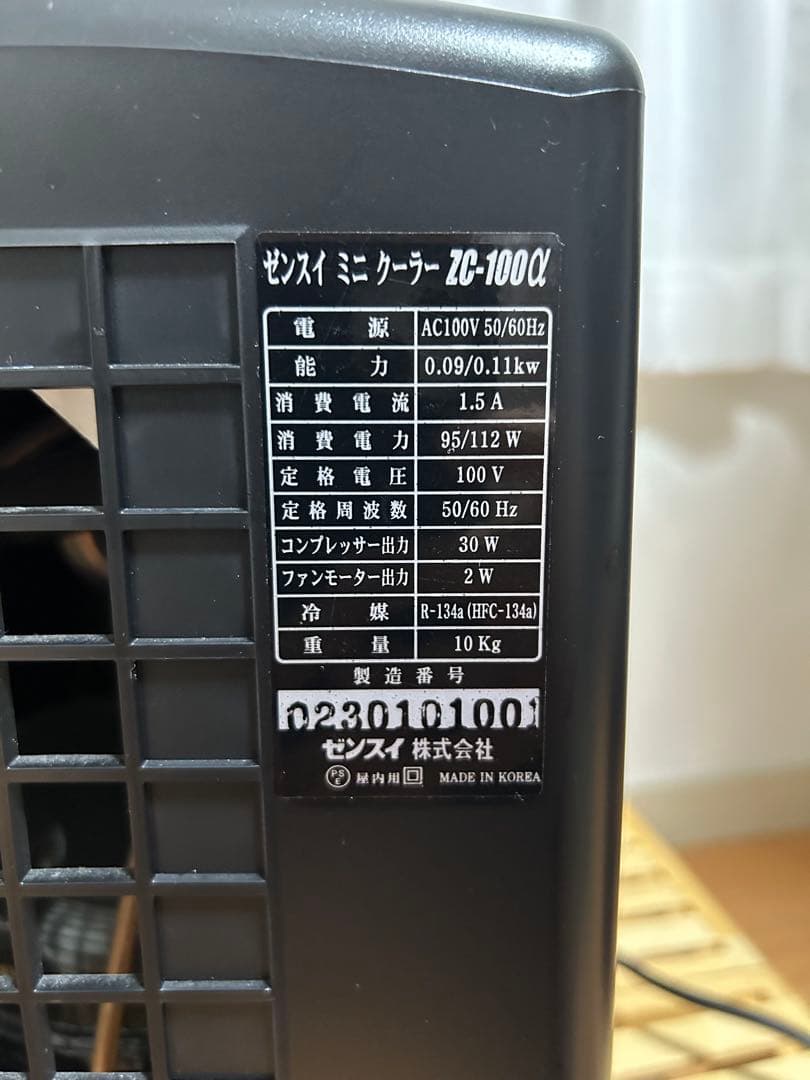 ゼンスイ ミニ クーラー ZC-100α
電源 AC100V 50/60Hz
能力 0.09/0.11kw
消費電流 1.5 A
消費電力 95/112 W
定格電圧 100 V
定格周波数 50/60 Hz
コンプレッサー出力 30 W
ファンモーター出力 2 W
冷媒 R-134a (HFC-134a)
重量 10 Kg
製造番号
0230101001
ゼンスイ 株式会社
PSE 屋内用 MADE IN KOREA